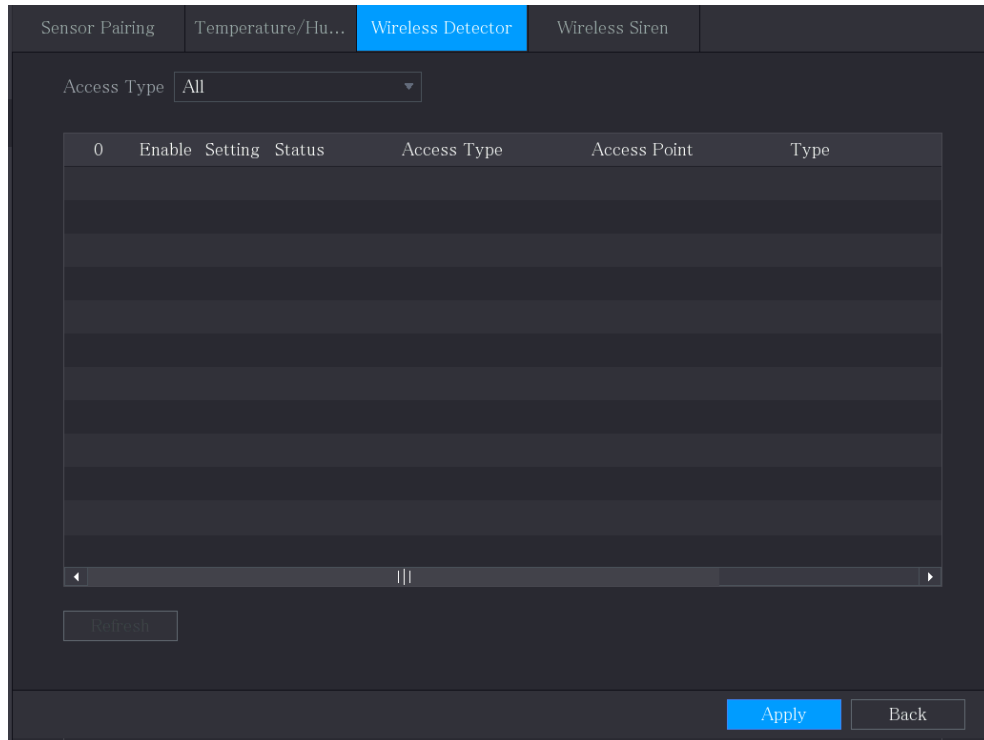 Sensor Pairing Temperature/Hu... Wireless Detector Wireless Siren
Access Type All
0 Enable Setting Status Access Type Access Point Type
Refresh
Apply Back